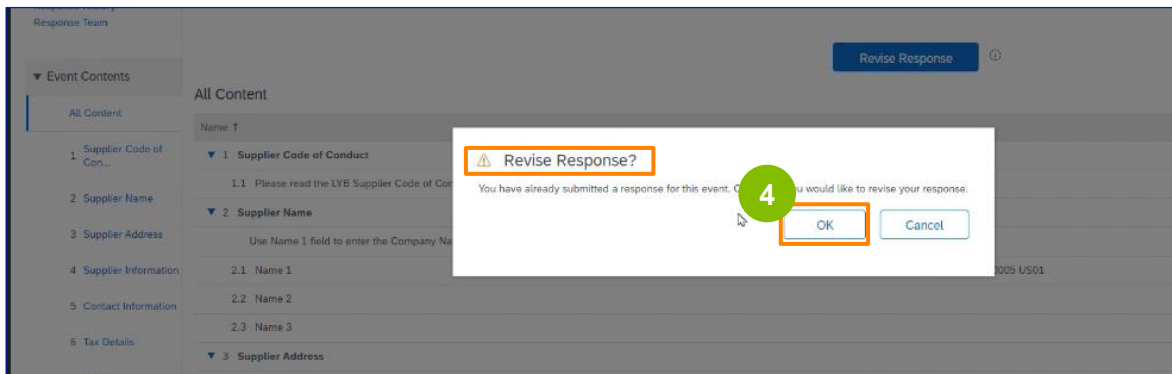 Response Team
Revise Response
Event Contents
All Content
All Content
Name ↑
1 Supplier Code of
Con...
2 Supplier Name
3 Supplier Address
4 Supplier Information
5 Contact Information
6 Tax Details
1 Supplier Code of Conduct
1.1 Please read the LYB Supplier Code of Con
2 Supplier Name
Use Name 1 field to enter the Company Na
2.1 Name 1
0005 US01
2.2 Name 2
2.3 Name 3
3 Supplier Address
Revise Response?
You have already submitted a response for this event. u would like to revise your response.
4
OK
Cancel